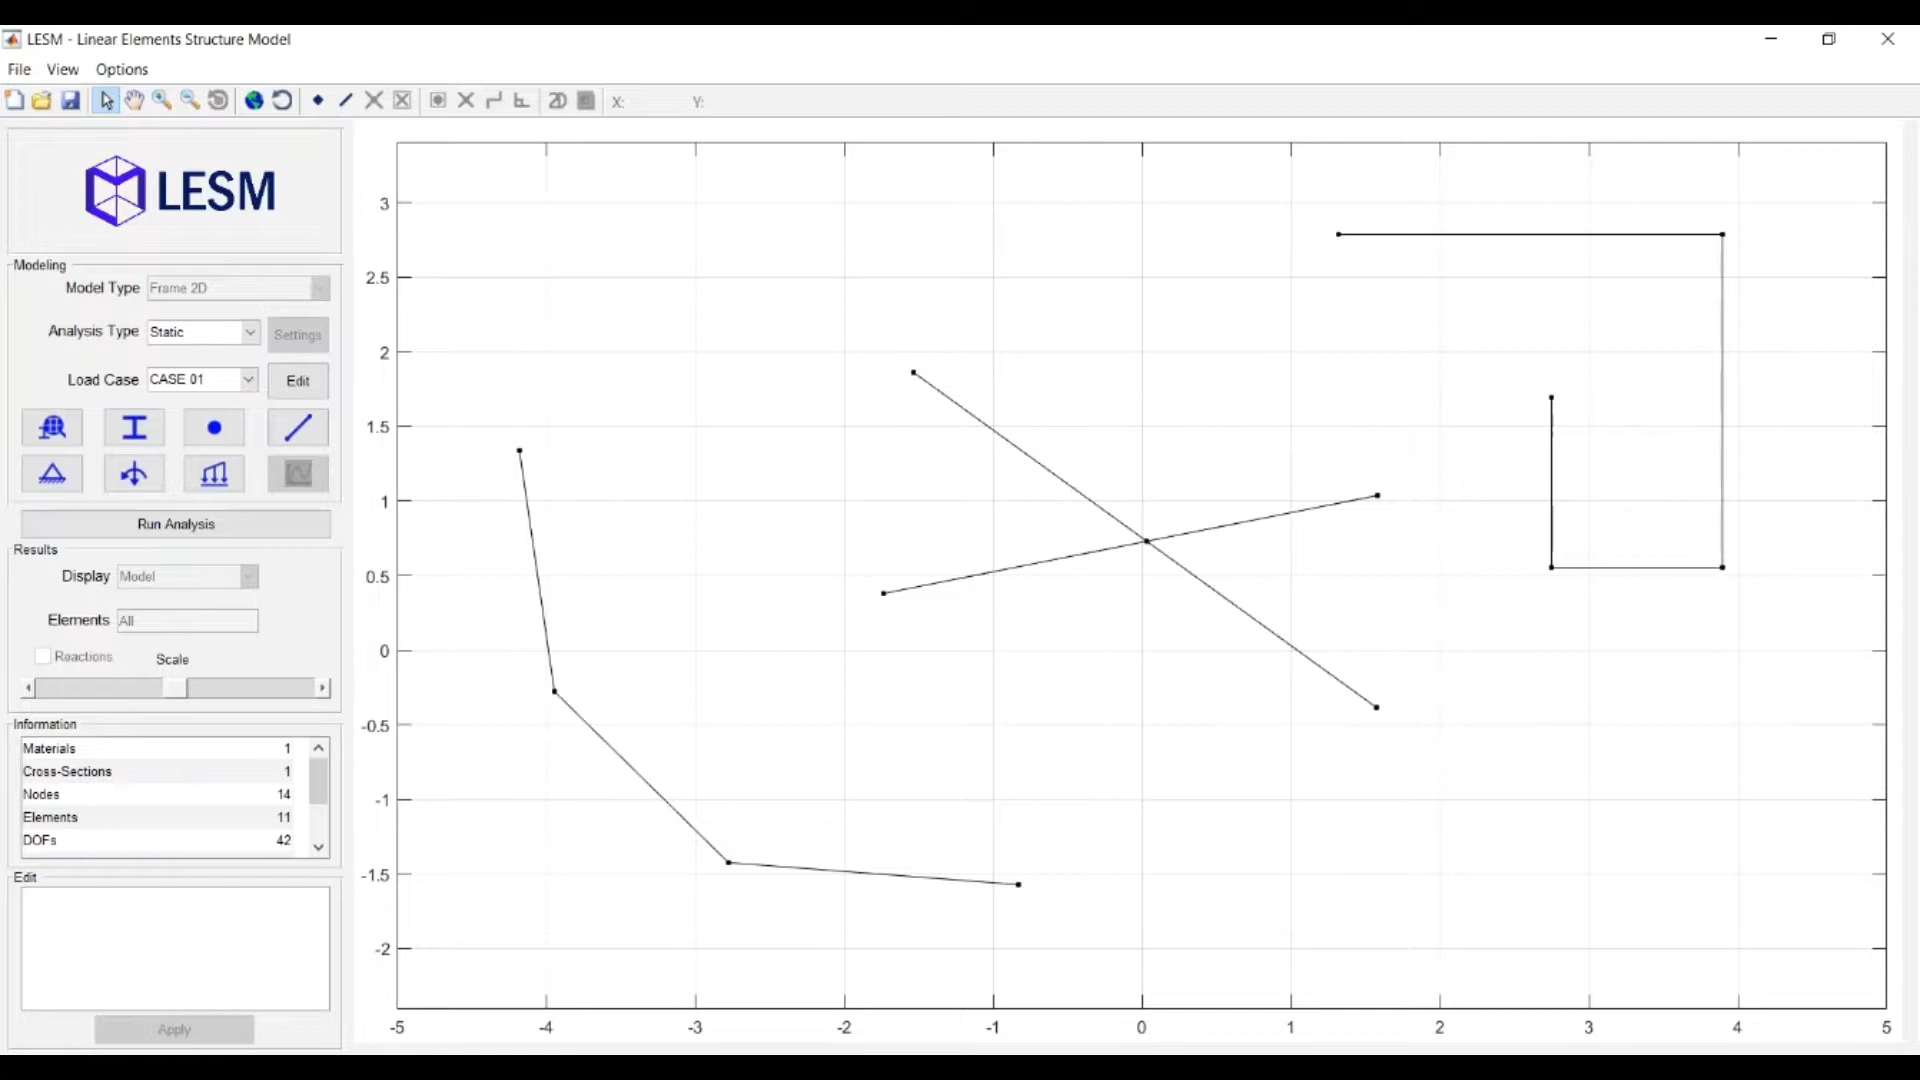 LESM - Linear Elements Structure Model
File View Options
2D X: Y:
LESM
Modeling
Model Type Frame 2D
Analysis Type Static Settings
Load Case CASE 01 Edit
Run Analysis
Results
Display Model
Elements All
Reactions Scale
Information
Materials 1
Cross-Sections 1
Nodes 14
Elements 11
DOFs 42
Edit
Apply
3
2.5
2
1.5
1
0.5
0
-0.5
-1
-1.5
-2
-5 -4 -3 -2 -1 0 1 2 3 4 5